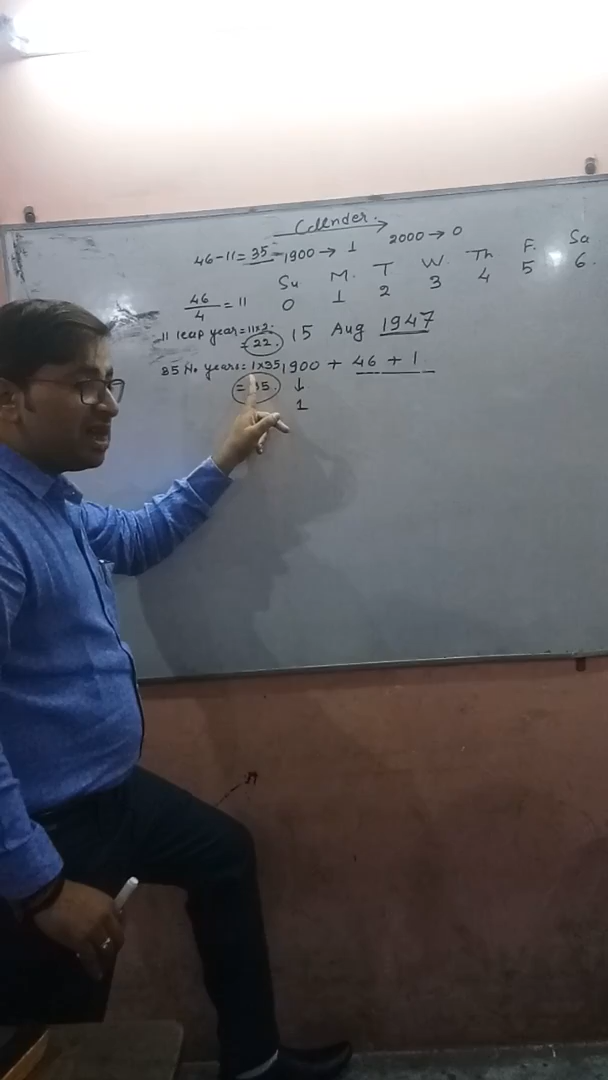 Calender.
46-11=35 1900 → 1 2000 → 0
Su M. T W. Th F. Sa
0 1 2 3 4 5 6.
46/4 = 11
11 leap year = 11×2.
= 22.
15 Aug 1947
35 No years = 1×35
= 35.
1900 + 46 + 1
↓
1